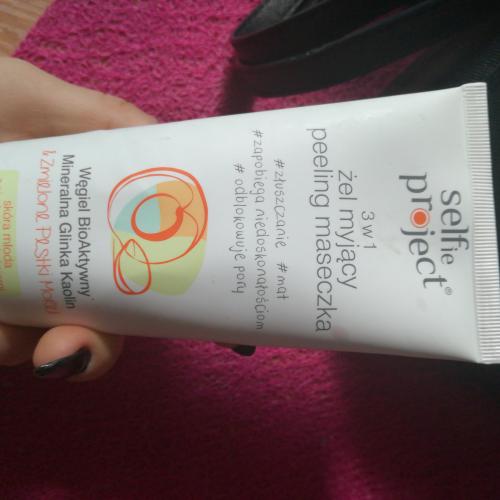 selfie
project®
3 w 1
żel myjący
peeling maseczka
#złuszczanie #mat
#zapobiega niedoskonałościom
# odblokowuje pory
Węgiel BioAktywny
Mineralna Glinka Kaolin
i Zmielone Pestki Moreli
skóra młoda